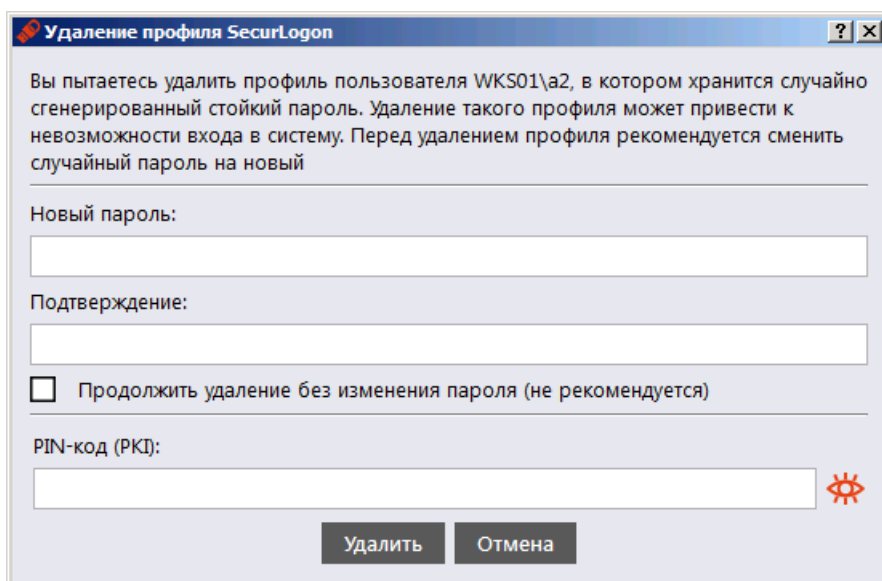 Удаление профиля SecurLogon
Вы пытаетесь удалить профиль пользователя WKS01\a2, в котором хранится случайно
сгенерированный стойкий пароль. Удаление такого профиля может привести к
невозможности входа в систему. Перед удалением профиля рекомендуется сменить
случайный пароль на новый
Новый пароль:
Подтверждение:
Продолжить удаление без изменения пароля (не рекомендуется)
PIN-код (PKI):
Удалить Отмена